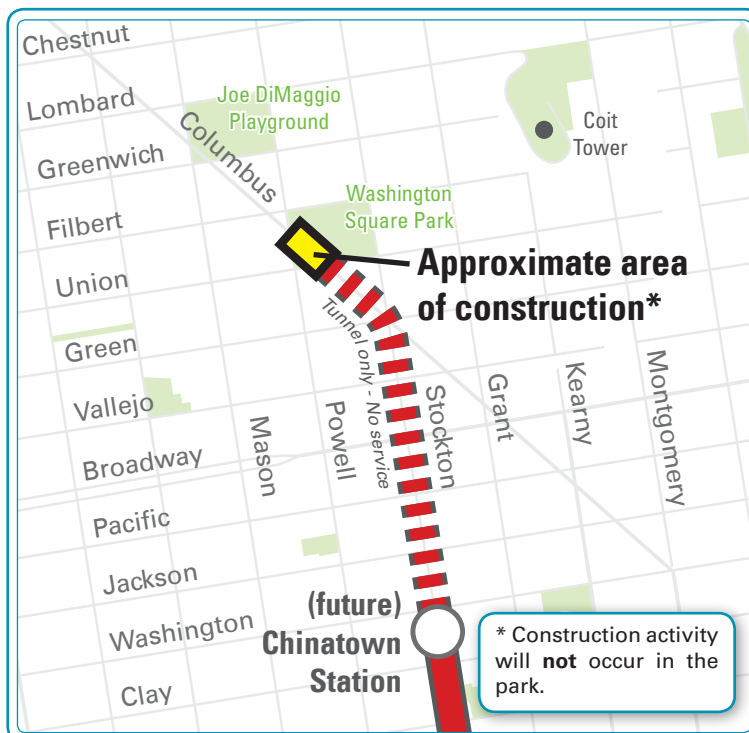 Chestnut
Lombard
Joe DiMaggio
Playground
Coit
Tower
Greenwich
Columbus
Filbert
Washington
Square Park
Union
Approximate area
of construction*
Green
Tunnel only - No service
Vallejo
Mason
Powell
Stockton
Grant
Kearny
Montgomery
Broadway
Pacific
Jackson
Washington
(future)
Chinatown
Station
Clay
* Construction activity
will not occur in the
park.